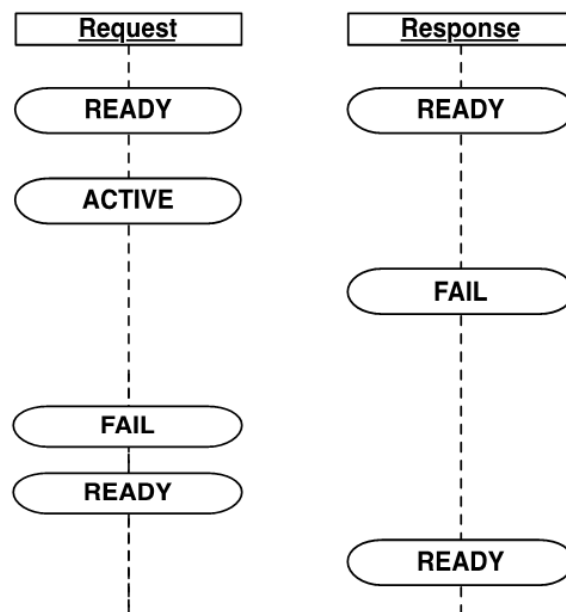 Request
Response
READY
READY
ACTIVE
FAIL
FAIL
READY
READY